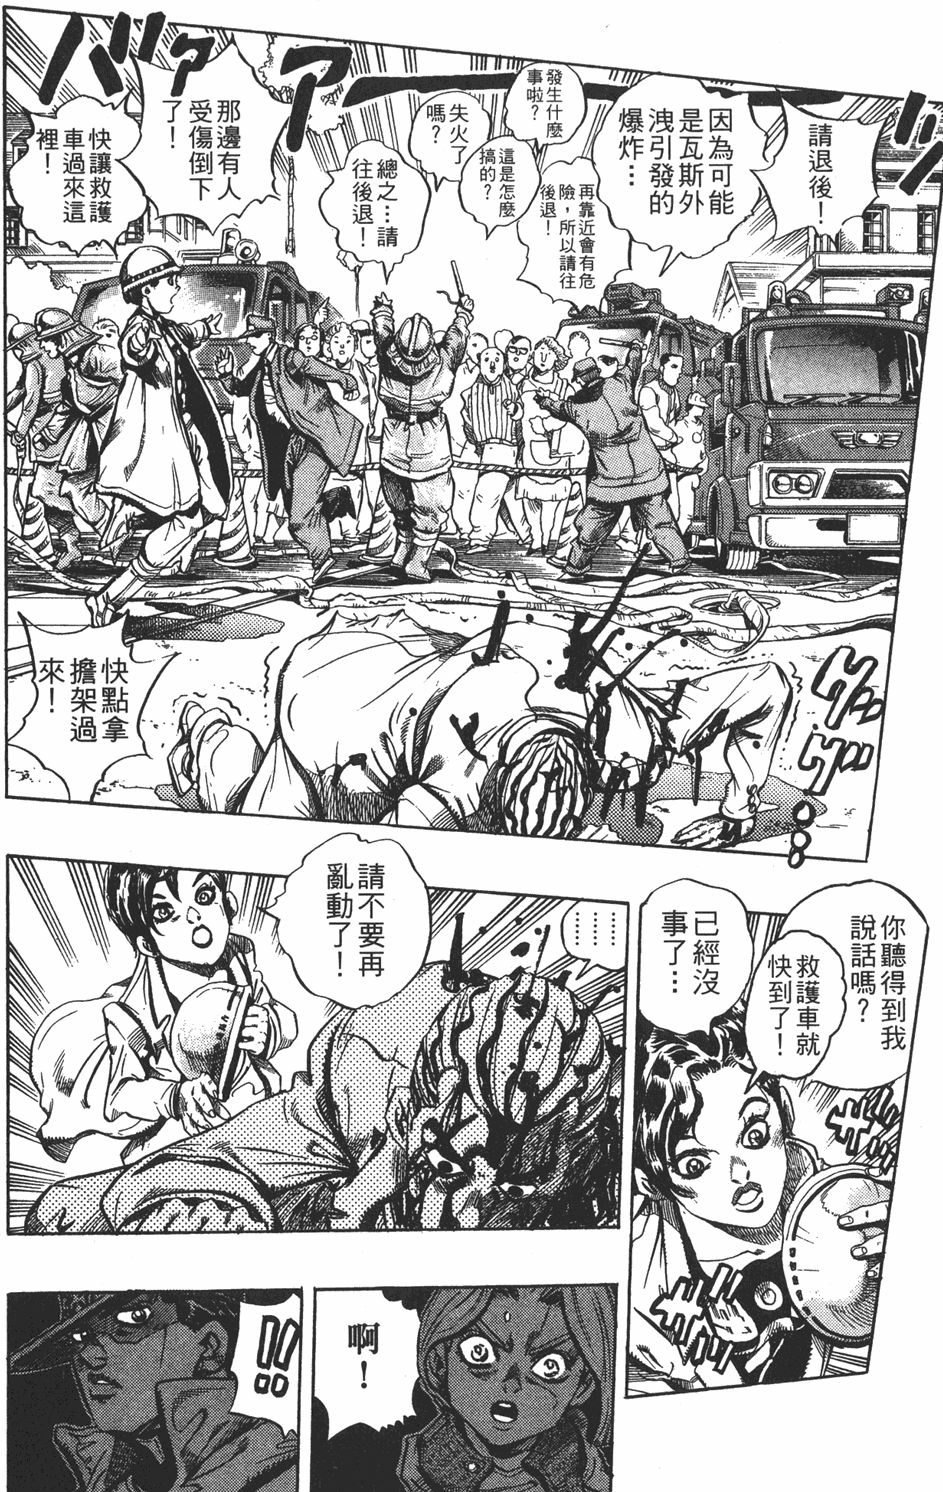 請退後！
因為可能
是瓦斯外
洩引發的
爆炸…
發生什麼
事啦？
再靠近會有危
險，所以請往
後退！
這是怎麼
搞的？
失火了
嗎？
總之…請
往後退！
那邊有人
受傷倒下
了！
快讓救護
車過來這
裡！
バァアーッ
快點拿
擔架過
來！
你聽得到我
說話嗎？
救護車就
快到了！
已經沒
事了…
………
請不要再
亂動了！
啊！
!!